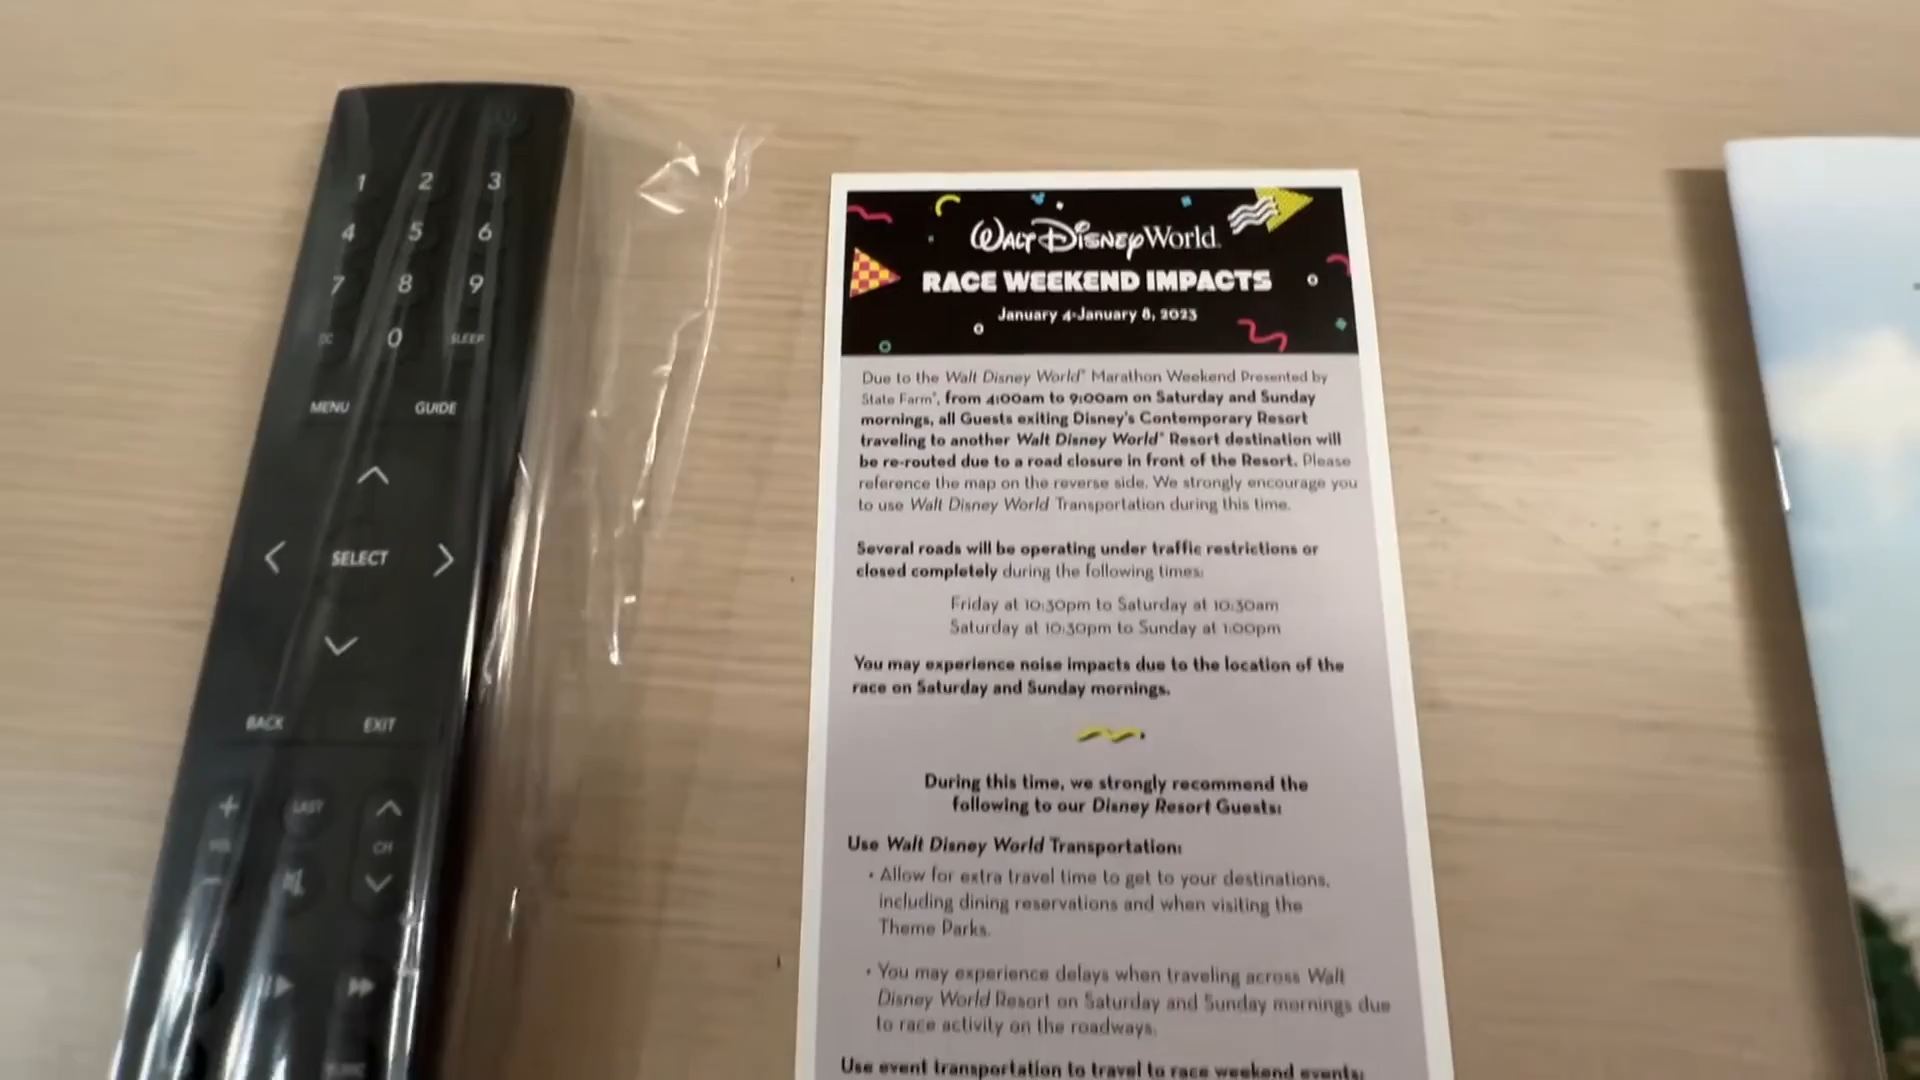 1 2 3
4 5 6
7 8 9
0 SLEEP
MENU GUIDE
SELECT
BACK EXIT
+ LAST
VOL CH
-
WALT DISNEY World
RACE WEEKEND IMPACTS
January 4-January 8, 2023
Due to the Walt Disney World® Marathon Weekend Presented by
State Farm®, from 4:00am to 9:00am on Saturday and Sunday
mornings, all Guests exiting Disney's Contemporary Resort
traveling to another Walt Disney World® Resort destination will
be re-routed due to a road closure in front of the Resort. Please
reference the map on the reverse side. We strongly encourage you
to use Walt Disney World Transportation during this time.
Several roads will be operating under traffic restrictions or
closed completely during the following times:
Friday at 10:30pm to Saturday at 10:30am
Saturday at 10:30pm to Sunday at 1:00pm
You may experience noise impacts due to the location of the
race on Saturday and Sunday mornings.
During this time, we strongly recommend the
following to our Disney Resort Guests:
Use Walt Disney World Transportation:
• Allow for extra travel time to get to your destinations,
including dining reservations and when visiting the
Theme Parks.
• You may experience delays when traveling across Walt
Disney World Resort on Saturday and Sunday mornings due
to race activity on the roadways.
Use event transportation to travel to race weekend events: